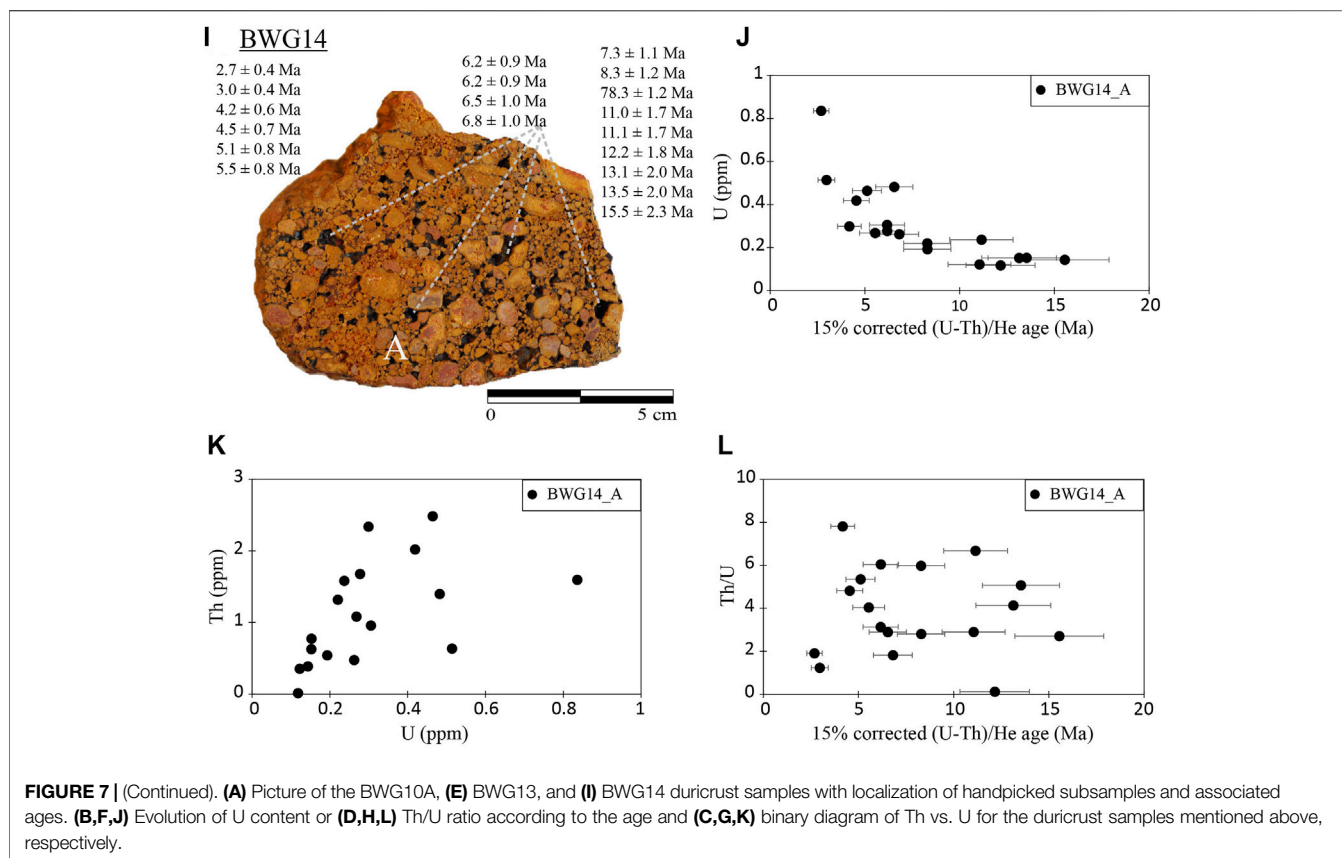 I BWG14
2.7 ± 0.4 Ma
3.0 ± 0.4 Ma
4.2 ± 0.6 Ma
4.5 ± 0.7 Ma
5.1 ± 0.8 Ma
5.5 ± 0.8 Ma
6.2 ± 0.9 Ma
6.2 ± 0.9 Ma
6.5 ± 1.0 Ma
6.8 ± 1.0 Ma
7.3 ± 1.1 Ma
8.3 ± 1.2 Ma
78.3 ± 1.2 Ma
11.0 ± 1.7 Ma
11.1 ± 1.7 Ma
12.2 ± 1.8 Ma
13.1 ± 2.0 Ma
13.5 ± 2.0 Ma
15.5 ± 2.3 Ma
A
0 5 cm
J
BWG14_A
U (ppm)
1
0.8
0.6
0.4
0.2
0
0 5 10 15 20
15% corrected (U-Th)/He age (Ma)
K
BWG14_A
Th (ppm)
3
2
1
0
0 0.2 0.4 0.6 0.8 1
U (ppm)
L
BWG14_A
Th/U
10
8
6
4
2
0
0 5 10 15 20
15% corrected (U-Th)/He age (Ma)
FIGURE 7 | (Continued). (A) Picture of the BWG10A, (E) BWG13, and (I) BWG14 duricrust samples with localization of handpicked subsamples and associated
ages. (B,F,J) Evolution of U content or (D,H,L) Th/U ratio according to the age and (C,G,K) binary diagram of Th vs. U for the duricrust samples mentioned above,
respectively.